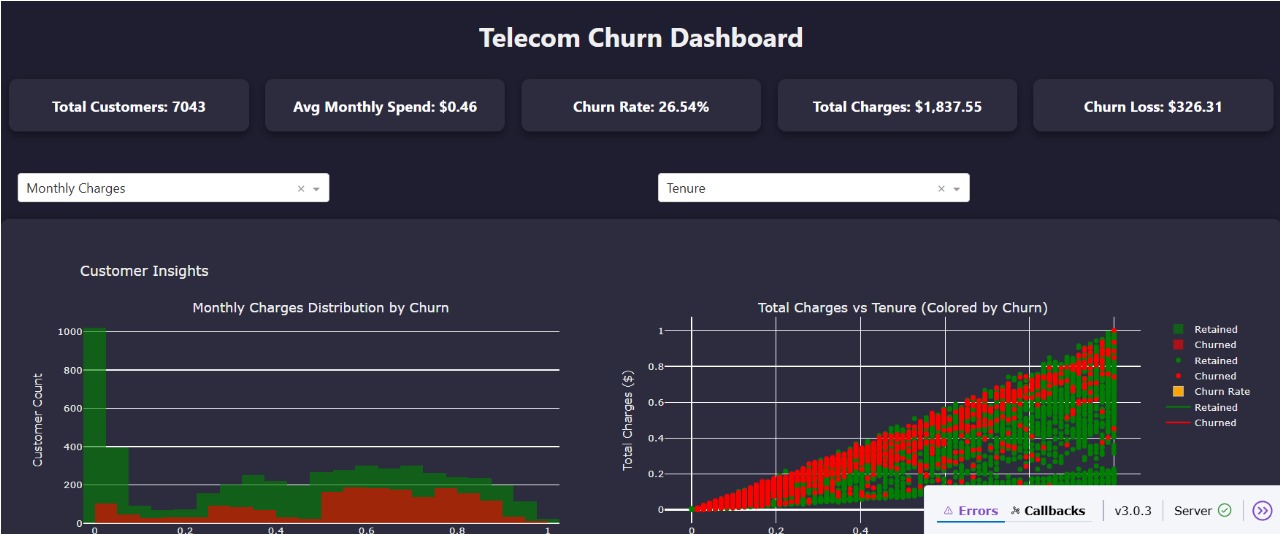 Telecom Churn Dashboard
Total Customers: 7043
Avg Monthly Spend: $0.46
Churn Rate: 26.54%
Total Charges: $1,837.55
Churn Loss: $326.31
Monthly Charges
×
Tenure
×
Customer Insights
Monthly Charges Distribution by Churn
Customer Count
1000
800
600
400
200
0
0 0.2 0.4 0.6 0.8 1
Total Charges vs Tenure (Colored by Churn)
Total Charges ($)
1
0.8
0.6
0.4
0.2
0
0 0.2 0.4
Retained
Churned
Retained
Churned
Churn Rate
Retained
Churned
Errors Callbacks v3.0.3 Server